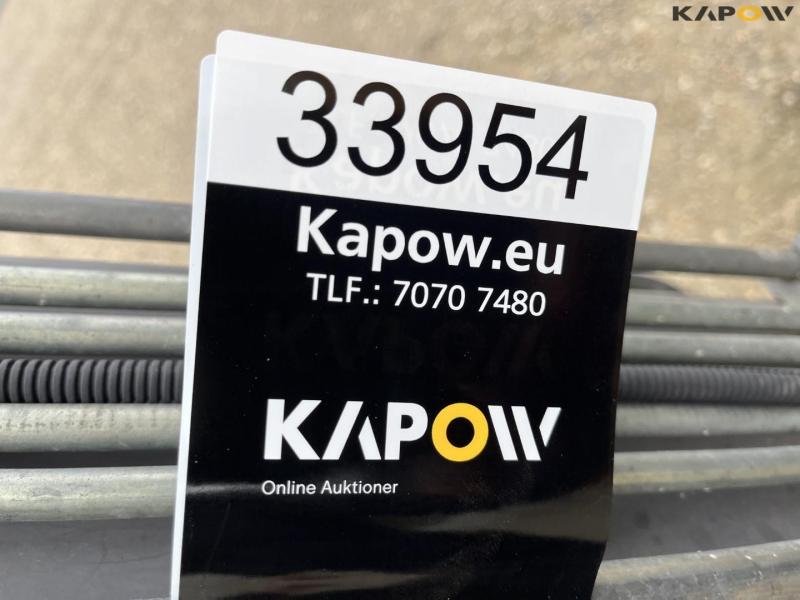 KAPOW
33954
Kapow.eu
TLF.: 7070 7480
KAPOW
Online Auktioner